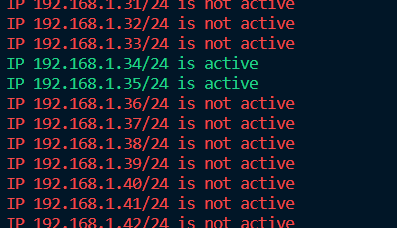 IP 192.168.1.31/24 is not active
IP 192.168.1.32/24 is not active
IP 192.168.1.33/24 is not active
IP 192.168.1.34/24 is active
IP 192.168.1.35/24 is active
IP 192.168.1.36/24 is not active
IP 192.168.1.37/24 is not active
IP 192.168.1.38/24 is not active
IP 192.168.1.39/24 is not active
IP 192.168.1.40/24 is not active
IP 192.168.1.41/24 is not active
IP 192.168.1.42/24 is not active